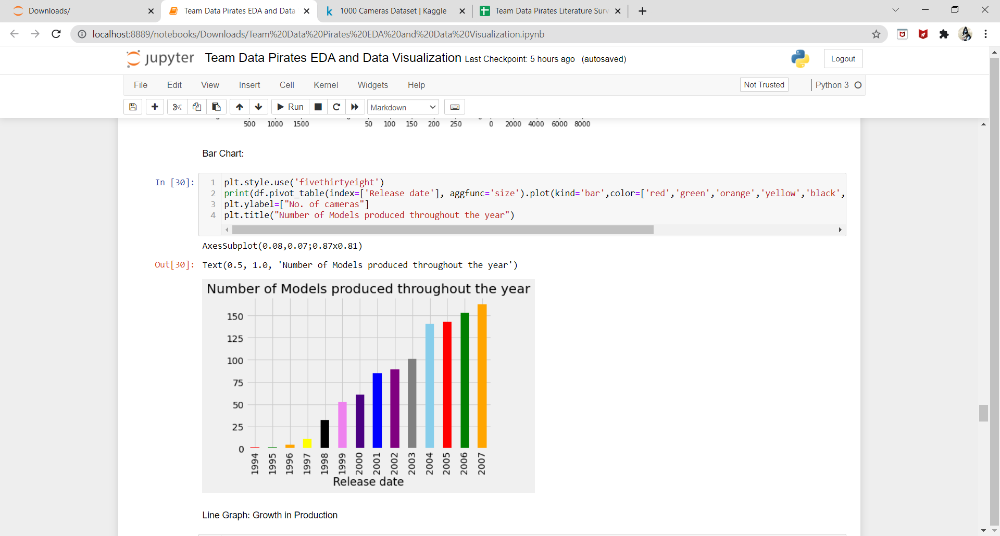 Downloads/
Team Data Pirates EDA and Data
1000 Cameras Dataset | Kaggle
Team Data Pirates Literature Surv
localhost:8889/notebooks/Downloads/Team%20Data%20Pirates%20EDA%20and%20Data%20Visualization.ipynb
jupyter Team Data Pirates EDA and Data Visualization Last Checkpoint: 5 hours ago (autosaved)
Logout
File Edit View Insert Cell Kernel Widgets Help
Not Trusted
Python 3
Run
Markdown
500 1000 1500 50 100 150 200 250 0 2000 4000 6000 8000
Bar Chart:
In [30]:
1 plt.style.use('fivethirtyeight')
2 print(df.pivot_table(index=['Release date'], aggfunc='size').plot(kind='bar',color=['red','green','orange','yellow','black',
3 plt.ylabel=["No. of cameras"]
4 plt.title("Number of Models produced throughout the year")
AxesSubplot(0.08,0.07;0.87x0.81)
Out[30]: Text(0.5, 1.0, 'Number of Models produced throughout the year')
Number of Models produced throughout the year
150
125
100
75
50
25
0
1994 1995 1996 1997 1998 1999 2000 2001 2002 2003 2004 2005 2006 2007
Release date
Line Graph: Growth in Production